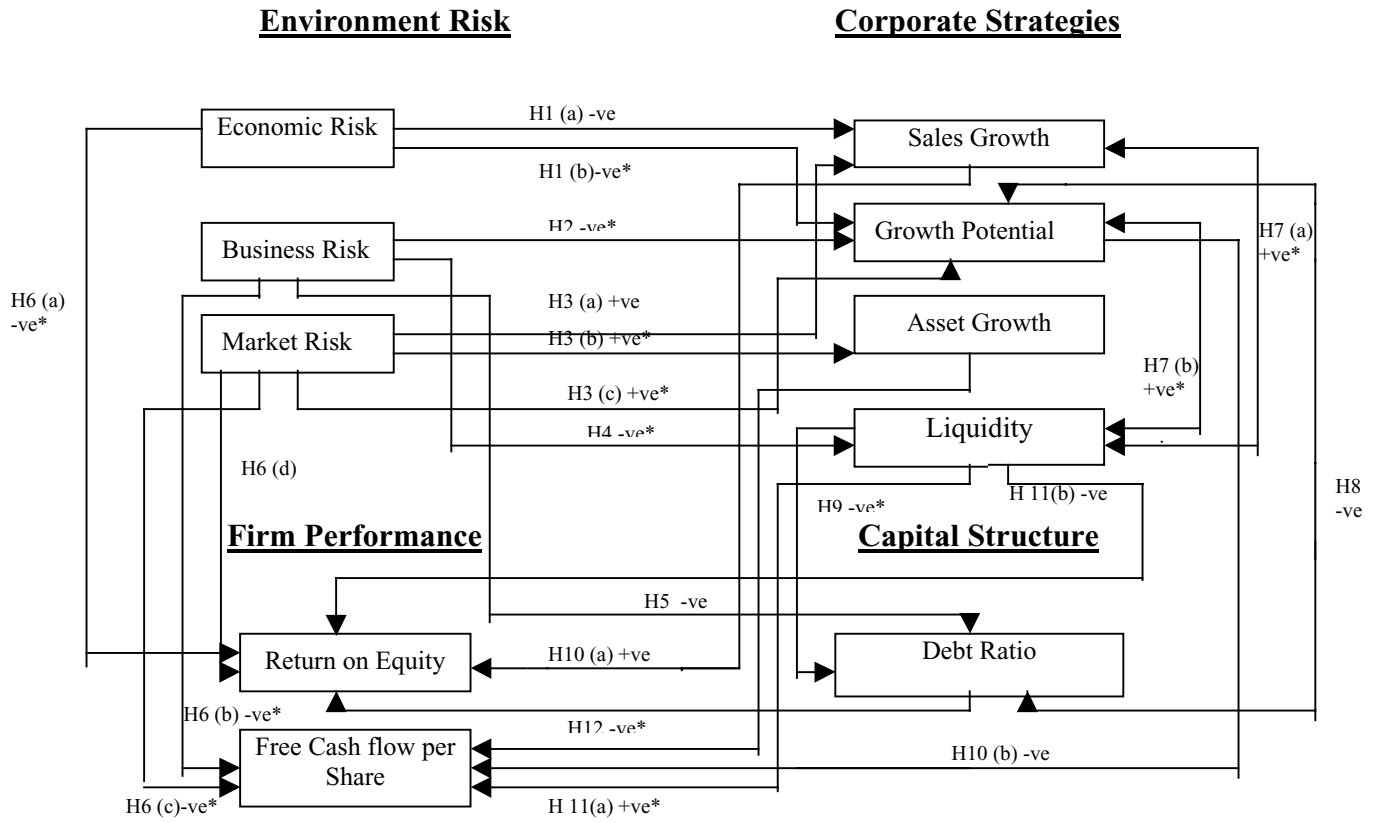 Environment Risk
Corporate Strategies
Economic Risk
H1 (a) -ve
Sales Growth
H1 (b)-ve*
Business Risk
H2 -ve*
Growth Potential
H7 (a)
+ve*
H6 (a)
-ve*
Market Risk
H3 (a) +ve
H3 (b) +ve*
Asset Growth
H7 (b)
+ve*
H3 (c) +ve*
H4 -ve*
Liquidity
H6 (d)
H9 -ve*
H 11(b) -ve
H8
-ve
Firm Performance
Capital Structure
H5 -ve
Return on Equity
H10 (a) +ve
Debt Ratio
H6 (b) -ve*
H12 -ve*
Free Cash flow per
Share
H10 (b) -ve
H6 (c)-ve*
H 11(a) +ve*